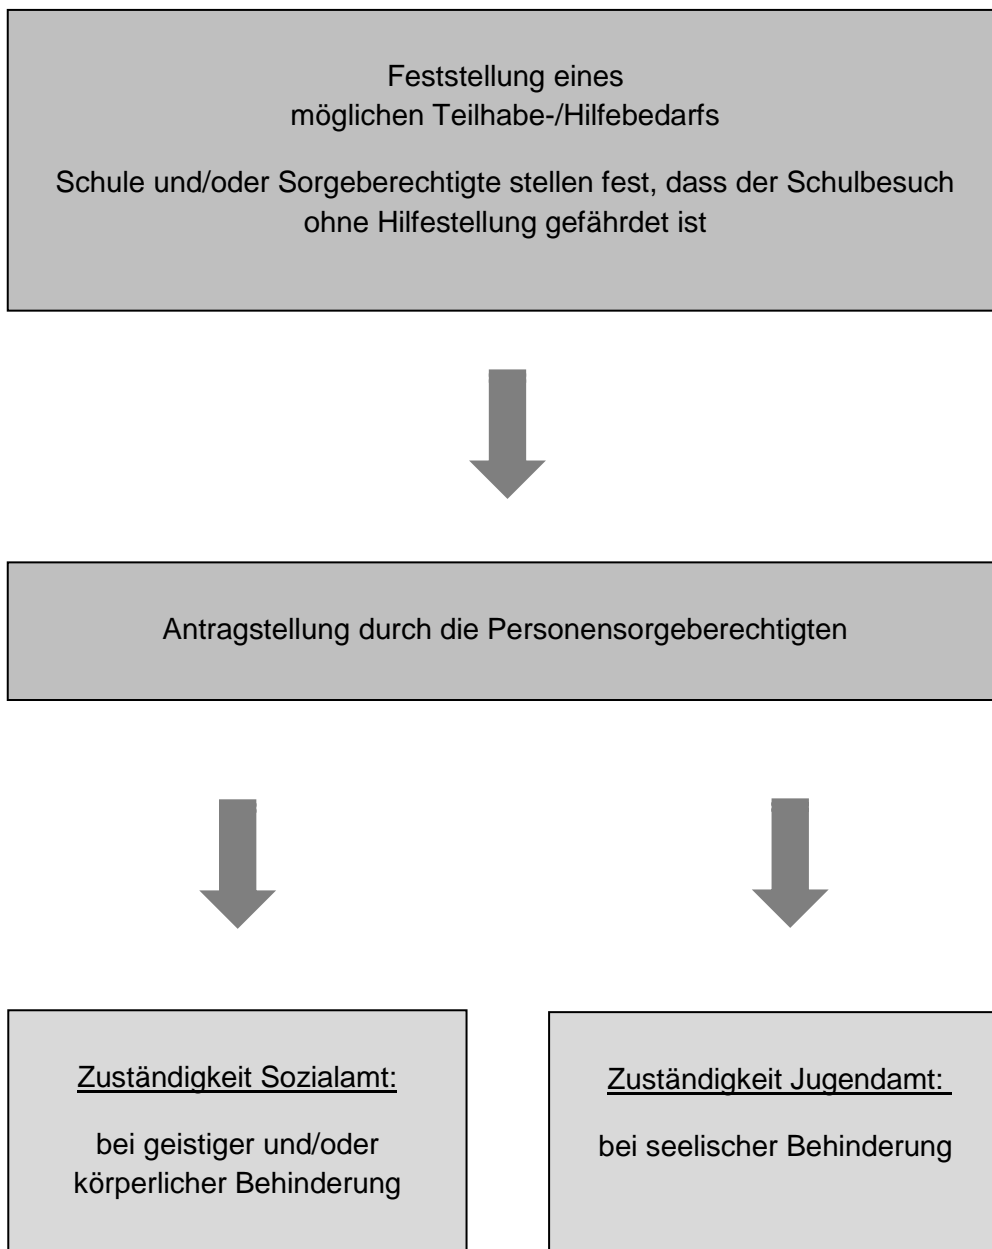 Feststellung eines
möglichen Teilhabe-/Hilfebedarfs
Schule und/oder Sorgeberechtigte stellen fest, dass der Schulbesuch
ohne Hilfestellung gefährdet ist
Antragstellung durch die Personensorgeberechtigten
Zuständigkeit Sozialamt:
bei geistiger und/oder
körperlicher Behinderung
Zuständigkeit Jugendamt:
bei seelischer Behinderung